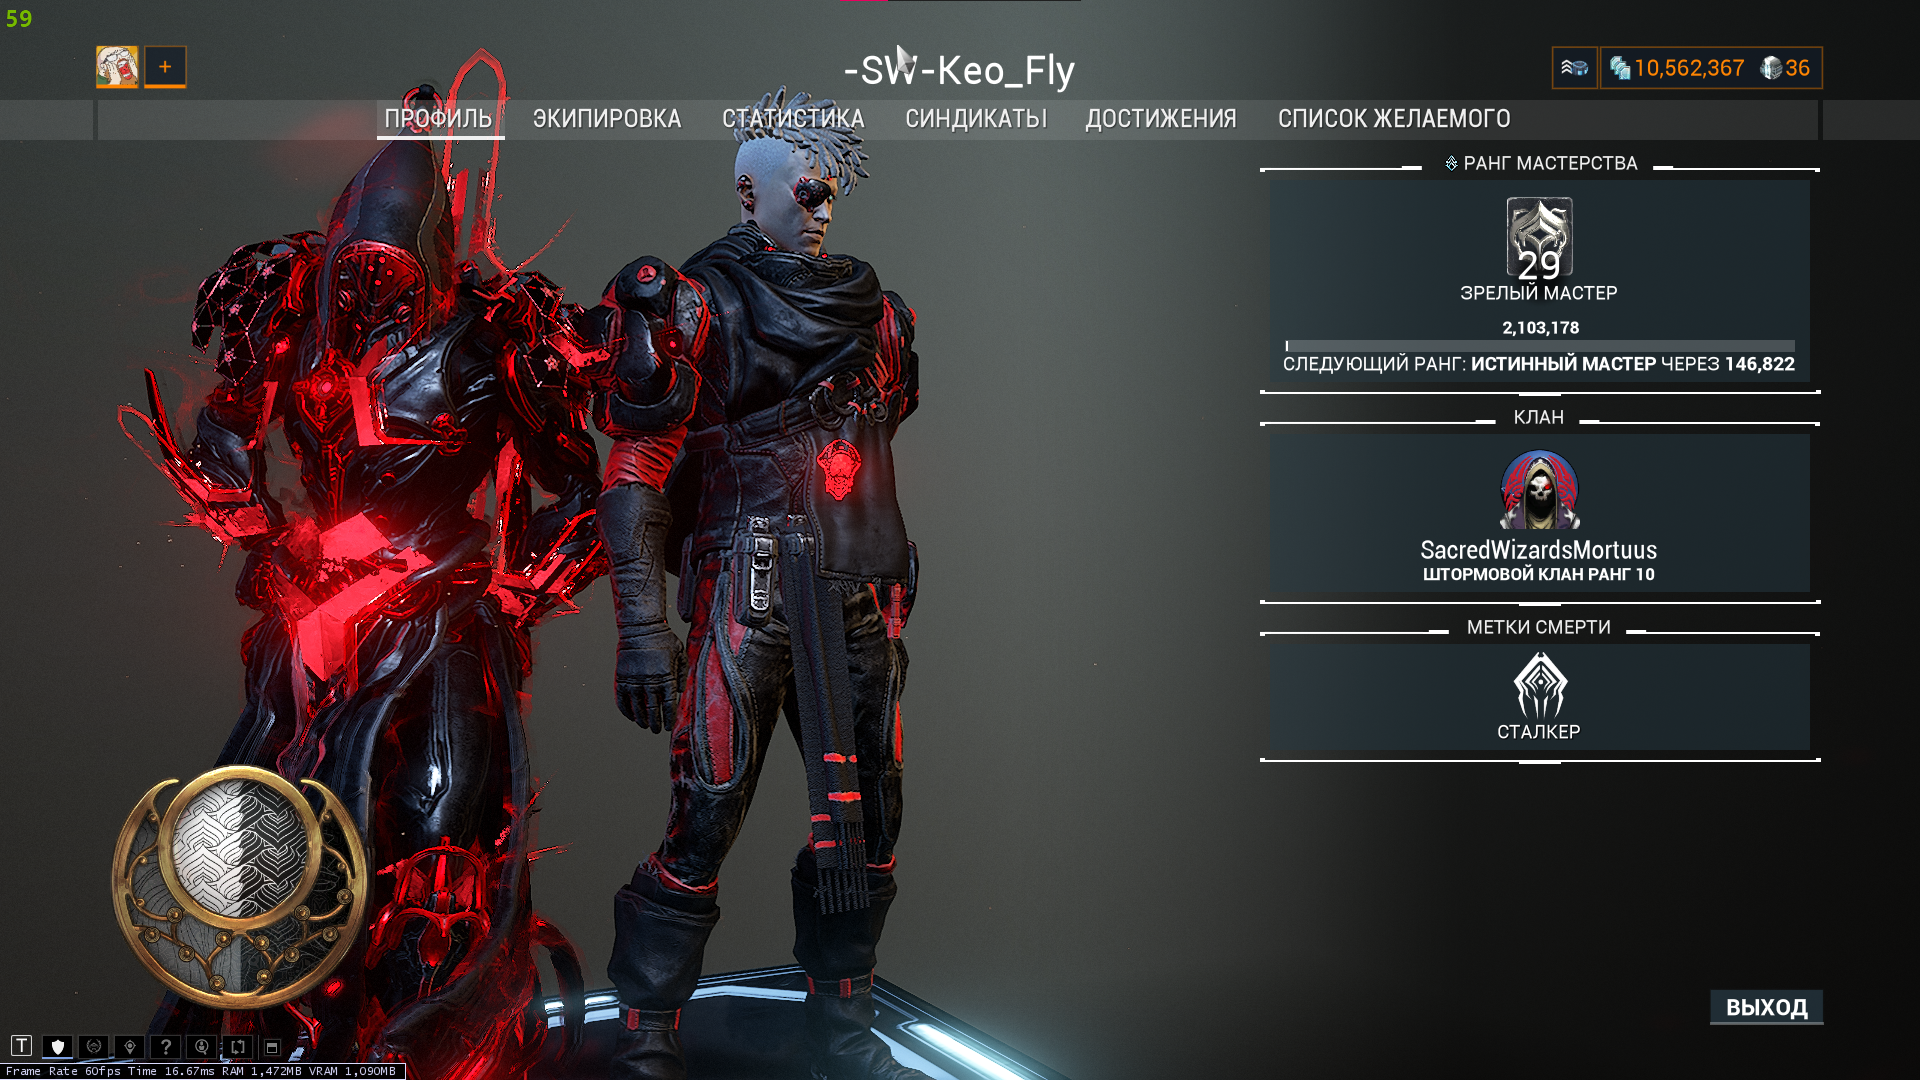 59
+
-SW-Keo_Fly
10,562,367 36
ПРОФИЛЬ ЭКИПИРОВКА СТАТИСТИКА СИНДИКАТЫ ДОСТИЖЕНИЯ СПИСОК ЖЕЛАЕМОГО
РАНГ МАСТЕРСТВА
29
ЗРЕЛЫЙ МАСТЕР
2,103,178
СЛЕДУЮЩИЙ РАНГ: ИСТИННЫЙ МАСТЕР ЧЕРЕЗ 146,822
КЛАН
SacredWizardsMortuus
ШТОРМОВОЙ КЛАН РАНГ 10
МЕТКИ СМЕРТИ
СТАЛКЕР
ВЫХОД
T ?
Frame Rate 60fps Time 16.67ms RAM 1,472MB VRAM 1,090MB